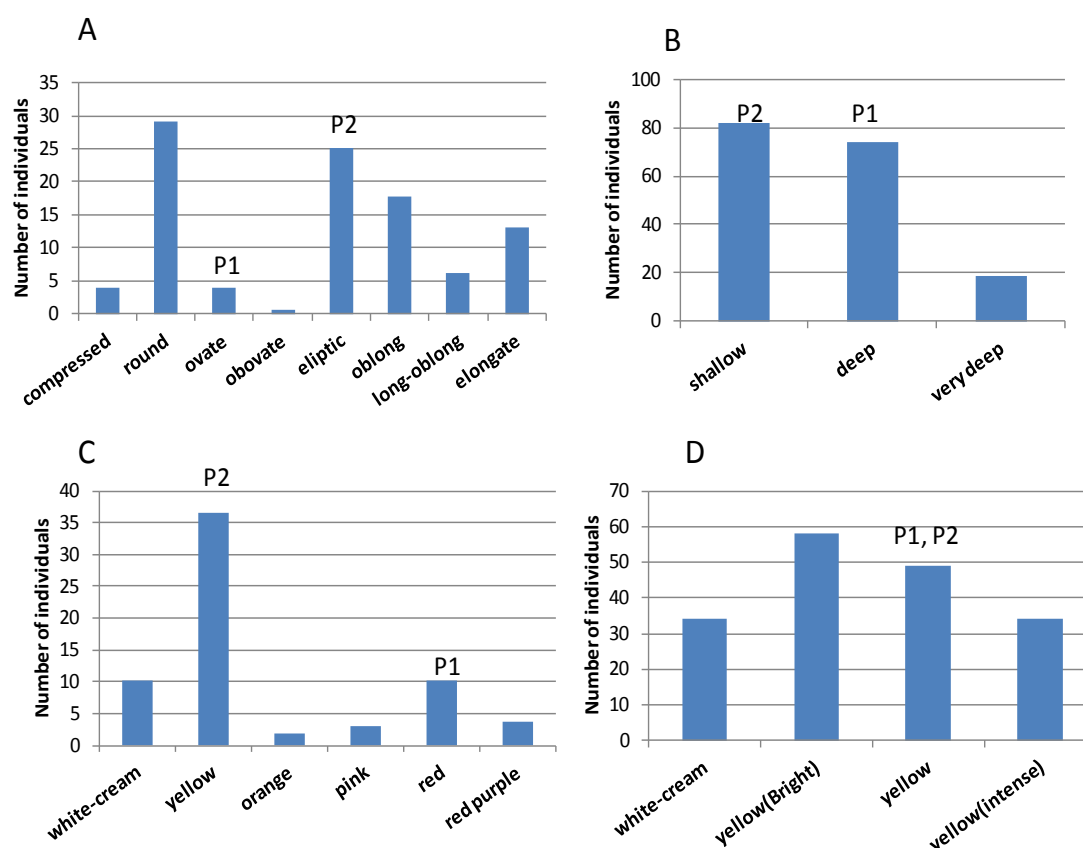 A
Number of individuals
35
30
25
20
15
10
5
0
P1
P2
compressed
round
ovate
obovate
eliptic
oblong
long-oblong
elongate
B
Number of individuals
100
80
60
40
20
0
P2
P1
shallow
deep
very deep
C
Number of individuals
40
35
30
25
20
15
10
5
0
P2
P1
white-cream
yellow
orange
pink
red
red purple
D
Number of individuals
70
60
50
40
30
20
10
0
P1, P2
white-cream
yellow(Bright)
yellow
yellow(intense)